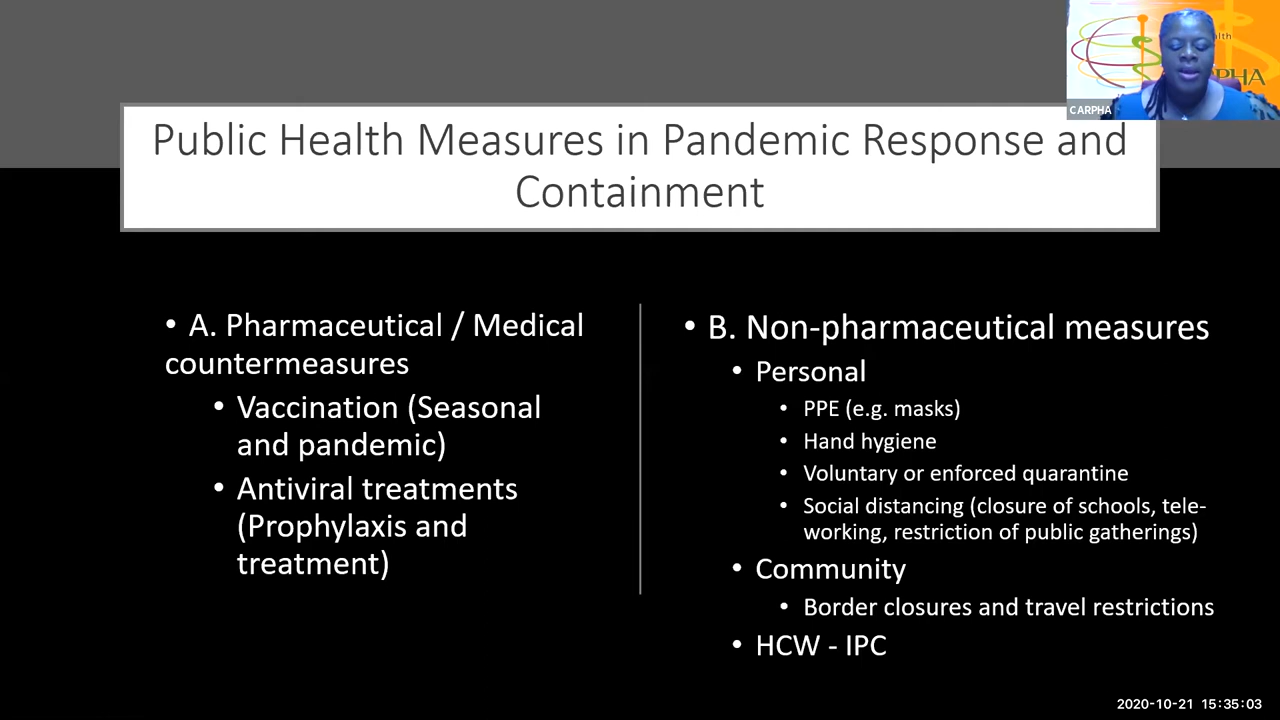 lth
PHA
CARPHA
Public Health Measures in Pandemic Response and
Containment
• A. Pharmaceutical / Medical
countermeasures
• Vaccination (Seasonal
and pandemic)
• Antiviral treatments
(Prophylaxis and
treatment)
• B. Non-pharmaceutical measures
• Personal
• PPE (e.g. masks)
• Hand hygiene
• Voluntary or enforced quarantine
• Social distancing (closure of schools, tele-
working, restriction of public gatherings)
• Community
• Border closures and travel restrictions
• HCW - IPC
2020-10-21 15:35:03